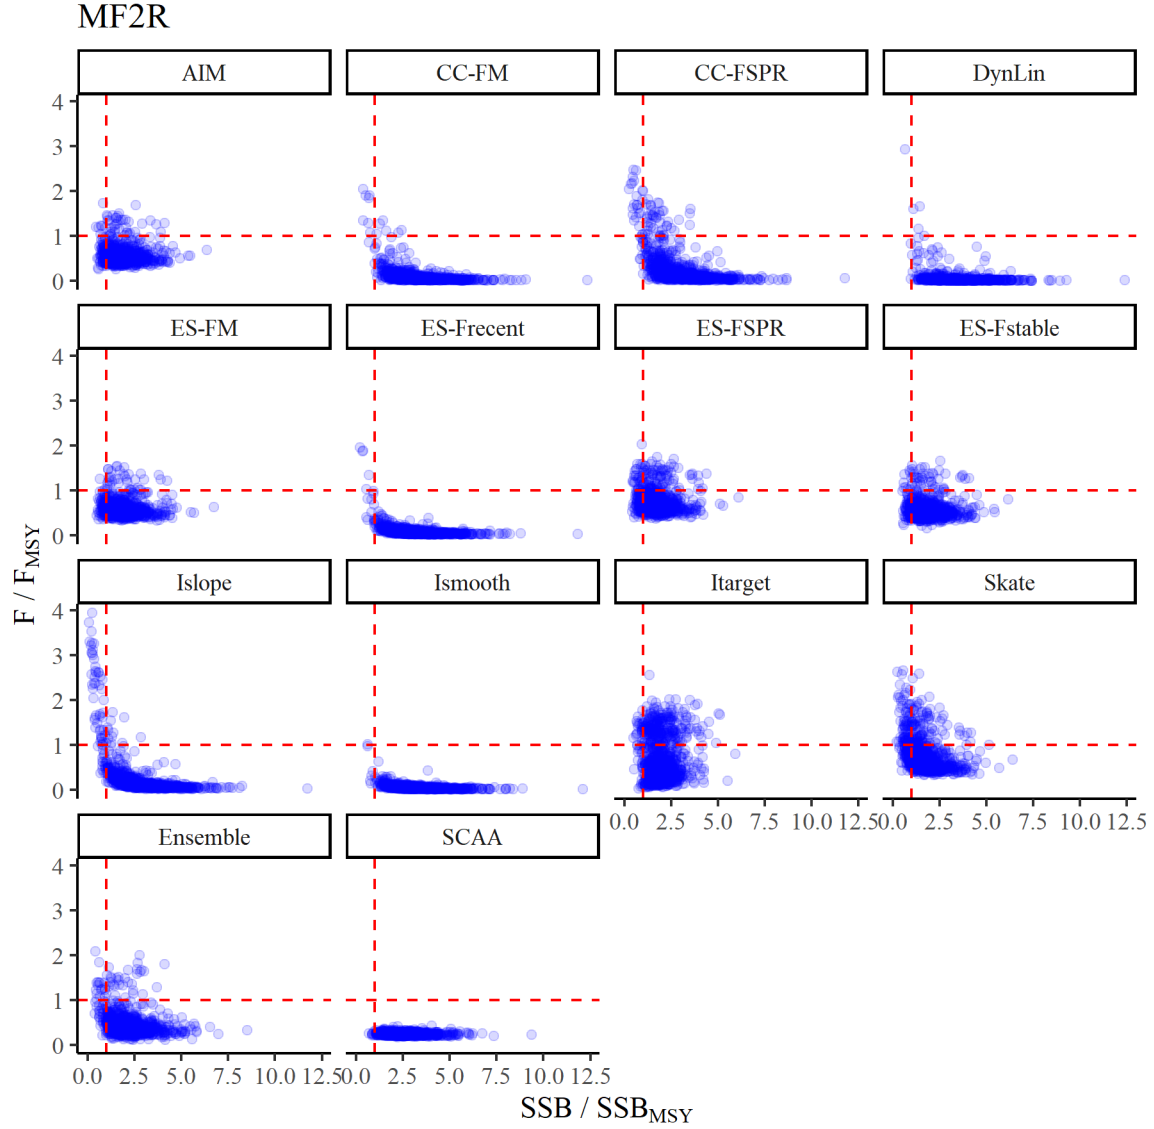 MF2R
AIM CC-FM CC-FSPR DynLin
4
3
2
1
0
ES-FM ES-Frecent ES-FSPR ES-Fstable
4
3
2
1
0
Islope Ismooth Itarget Skate
4
3
2
1
0
0.0 2.5 5.0 7.5 10.0 12.5 0.0 2.5 5.0 7.5 10.0 12.5
Ensemble SCAA
4
3
2
1
0
0.0 2.5 5.0 7.5 10.0 12.5 0.0 2.5 5.0 7.5 10.0 12.5
F / FMSY
SSB / SSBMSY